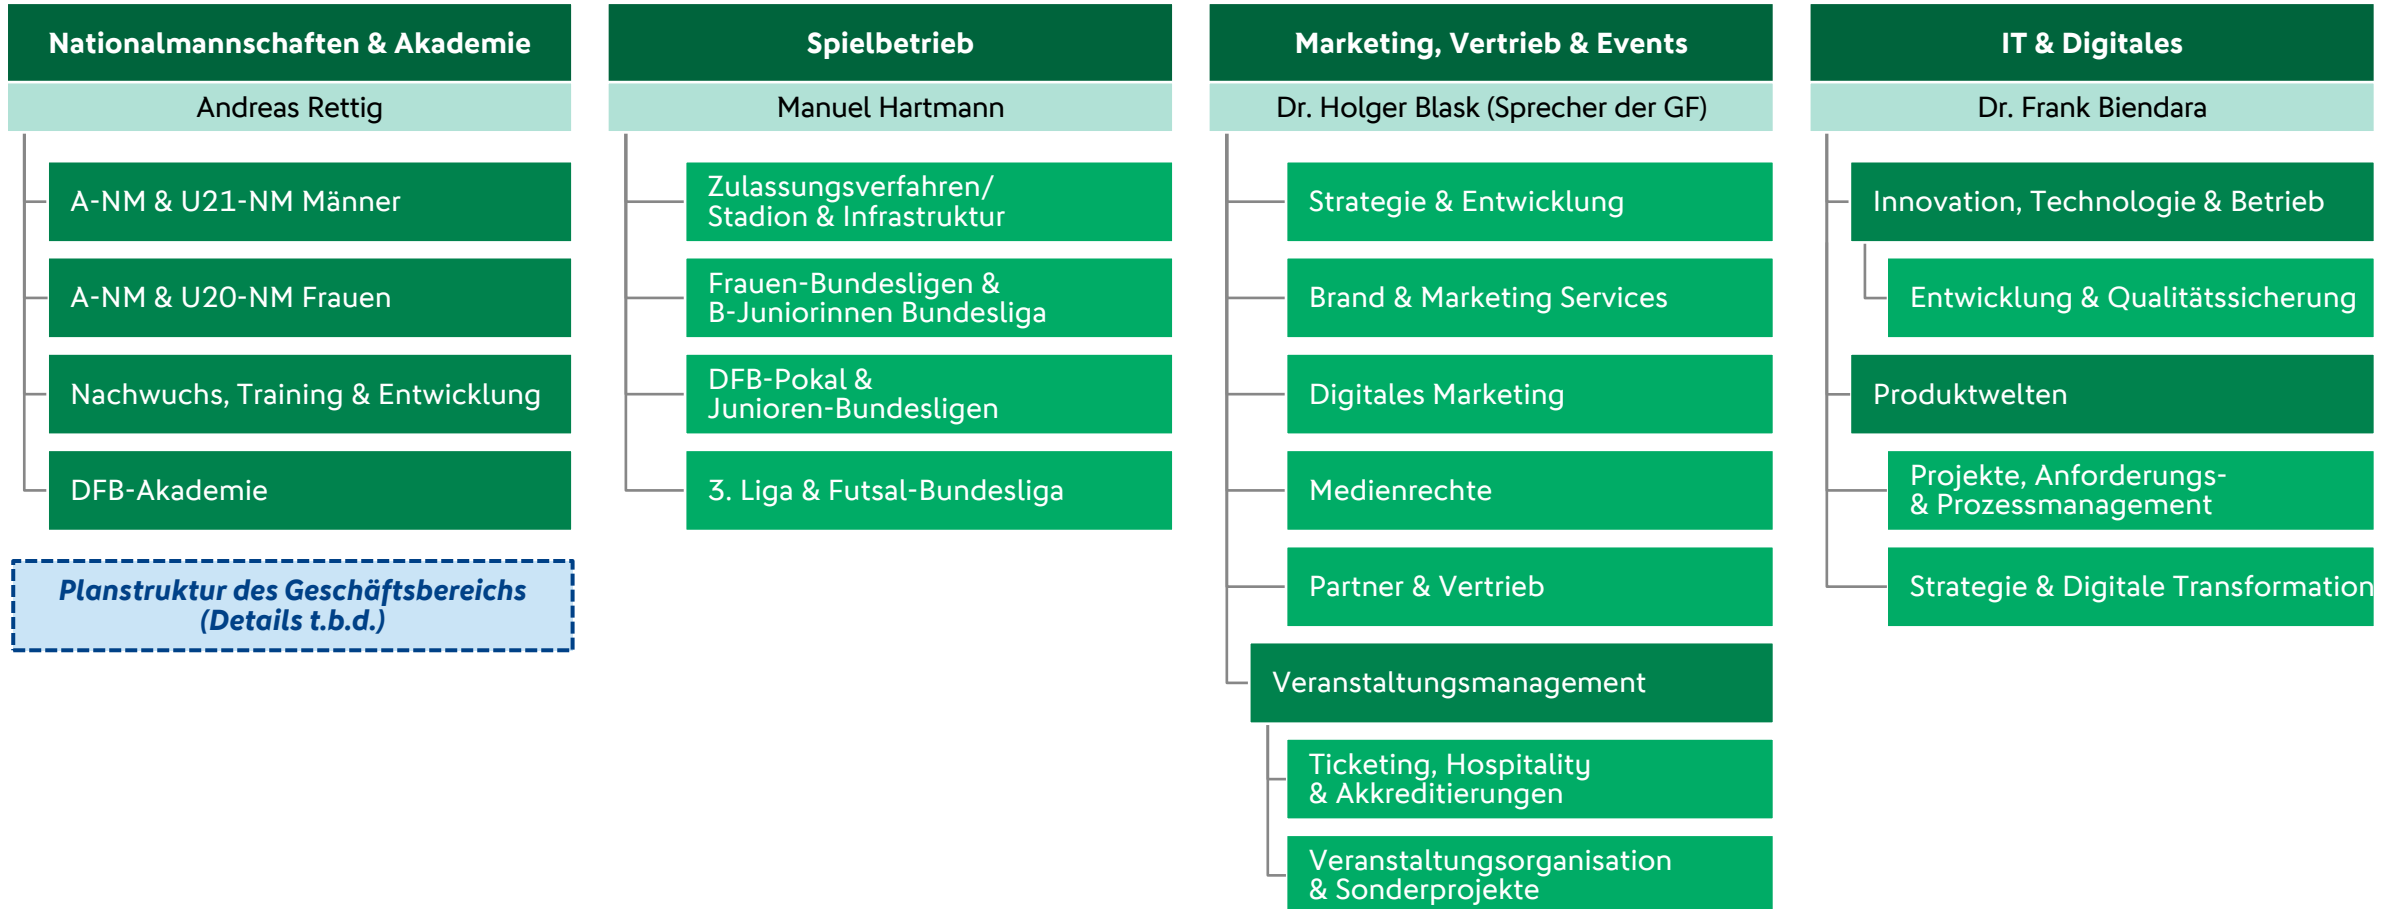 Nationalmannschaften & Akademie
Andreas Rettig
A-NM & U21-NM Männer
A-NM & U20-NM Frauen
Nachwuchs, Training & Entwicklung
DFB-Akademie
Planstruktur des Geschäftsbereichs
(Details t.b.d.)
Spielbetrieb
Manuel Hartmann
Zulassungsverfahren/
Stadion & Infrastruktur
Frauen-Bundesligen &
B-Juniorinnen Bundesliga
DFB-Pokal &
Junioren-Bundesligen
3. Liga & Futsal-Bundesliga
Marketing, Vertrieb & Events
Dr. Holger Blask (Sprecher der GF)
Strategie & Entwicklung
Brand & Marketing Services
Digitales Marketing
Medienrechte
Partner & Vertrieb
Veranstaltungsmanagement
Ticketing, Hospitality
& Akkreditierungen
Veranstaltungsorganisation
& Sonderprojekte
IT & Digitales
Dr. Frank Biendara
Innovation, Technologie & Betrieb
Entwicklung & Qualitätssicherung
Produktwelten
Projekte, Anforderungs-
& Prozessmanagement
Strategie & Digitale Transformation